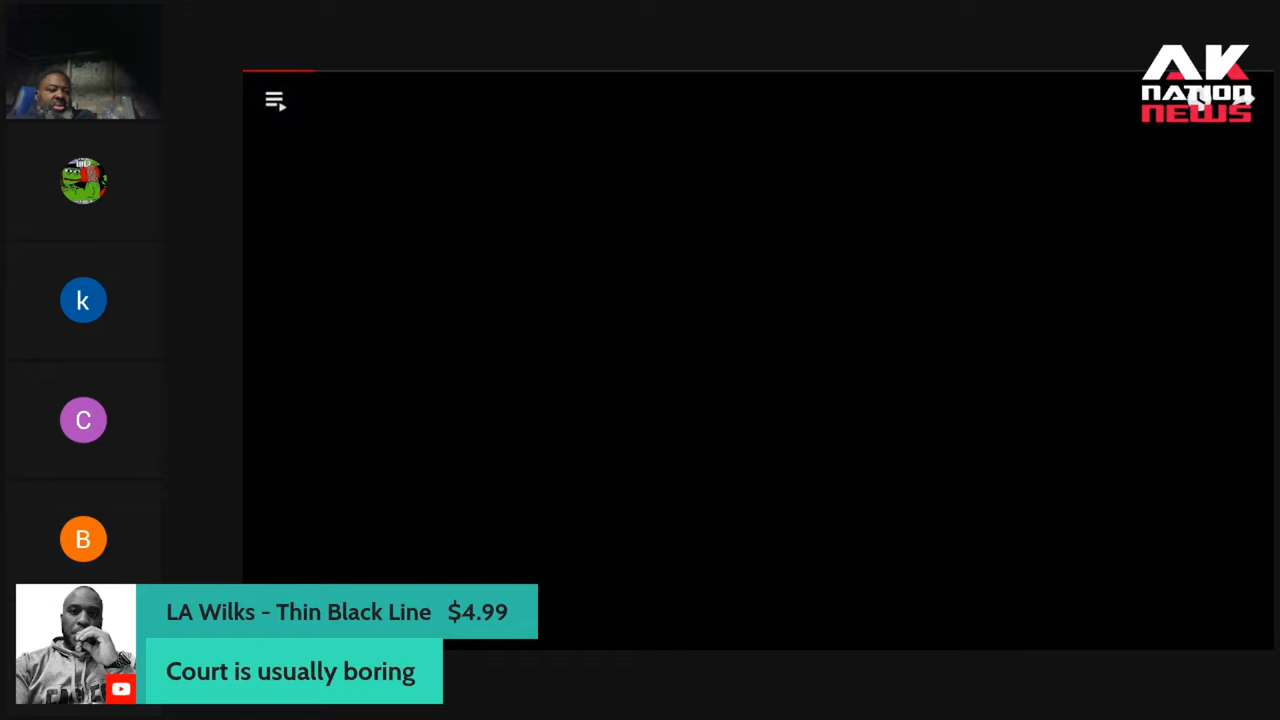 AK
NATION
NEWS
k
C
B
LA Wilks - Thin Black Line $4.99
Court is usually boring